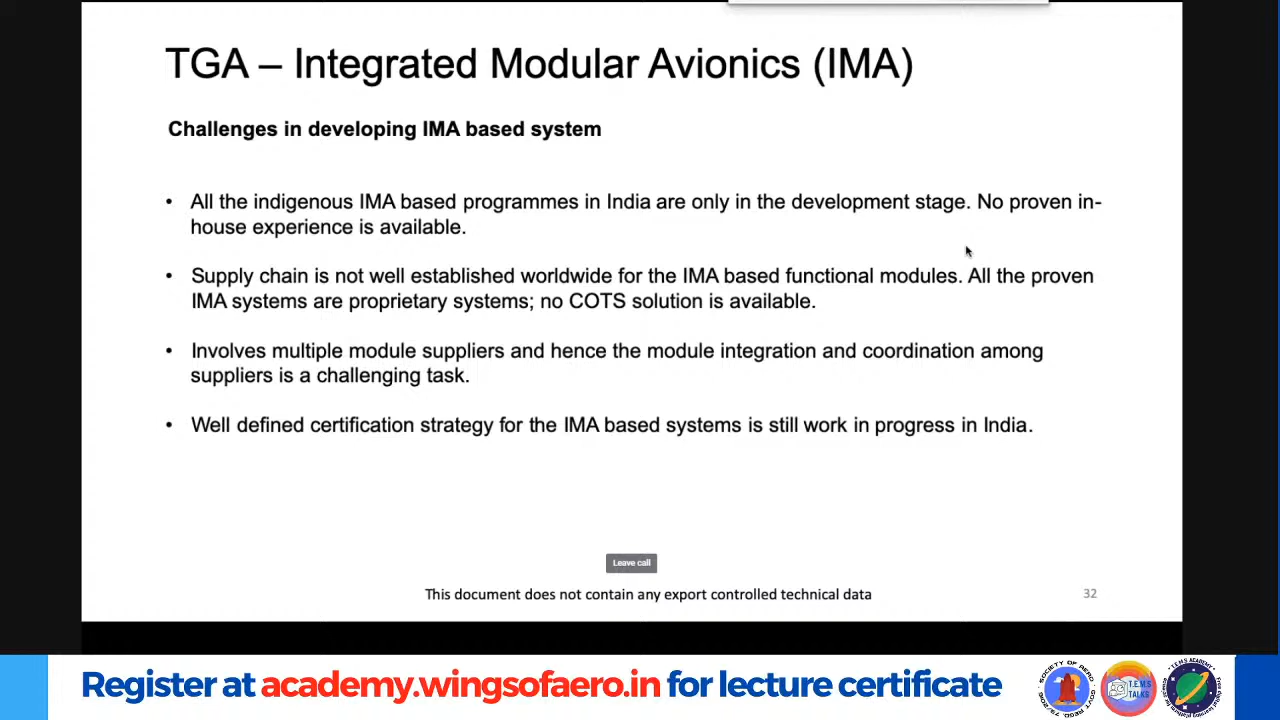 TGA – Integrated Modular Avionics (IMA)
Challenges in developing IMA based system
• All the indigenous IMA based programmes in India are only in the development stage. No proven in-
house experience is available.
• Supply chain is not well established worldwide for the IMA based functional modules. All the proven
IMA systems are proprietary systems; no COTS solution is available.
• Involves multiple module suppliers and hence the module integration and coordination among
suppliers is a challenging task.
• Well defined certification strategy for the IMA based systems is still work in progress in India.
Leave call
This document does not contain any export controlled technical data
32
Register at academy.wingsofaero.in for lecture certificate
SOCIETY OF AERO
T.E.M.S
TALKS
T.E.M.S ACADEMY